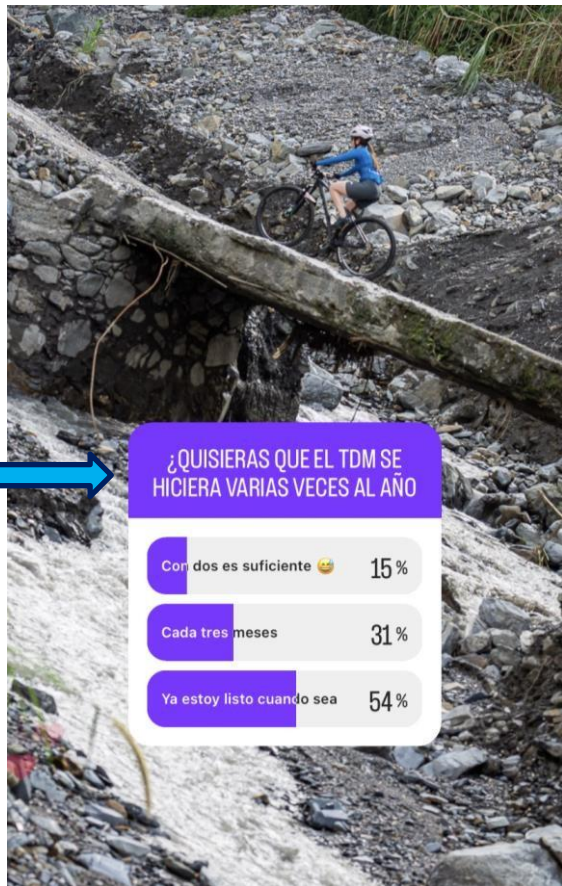 ¿QUISIERAS QUE EL TDM SE
HICIERA VARIAS VECES AL AÑO
Con dos es suficiente 😅 15 %
Cada tres meses 31 %
Ya estoy listo cuando sea 54 %